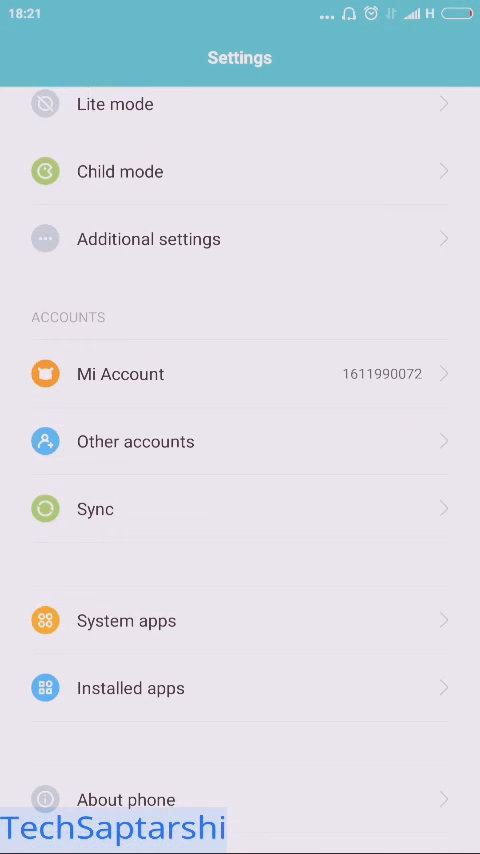 18:21 ... H
Settings
Lite mode
Child mode
Additional settings
ACCOUNTS
Mi Account 1611990072
Other accounts
Sync
System apps
Installed apps
About phone
TechSaptarshi